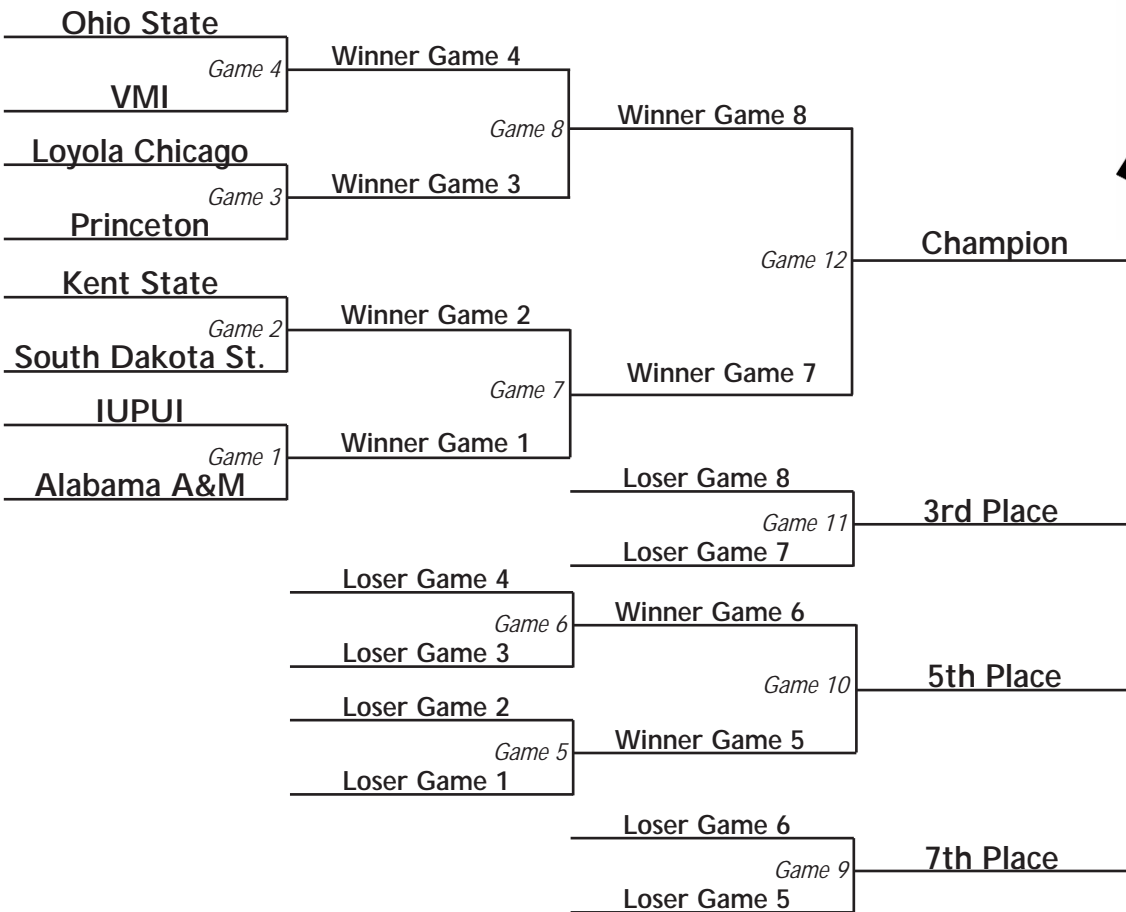 Ohio State
Game 4
VMI
Winner Game 4
Game 8
Winner Game 8
Loyola Chicago
Game 3
Winner Game 3
Princeton
Game 12
Champion
Kent State
Game 2
Winner Game 2
South Dakota St.
Game 7
Winner Game 7
IUPUI
Game 1
Winner Game 1
Alabama A&M
Loser Game 8
Game 11
3rd Place
Loser Game 7
Loser Game 4
Game 6
Winner Game 6
Loser Game 3
Game 10
5th Place
Loser Game 2
Game 5
Winner Game 5
Loser Game 1
Loser Game 6
Game 9
7th Place
Loser Game 5